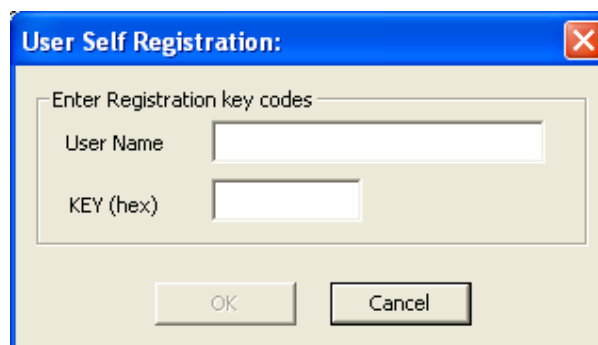 User Self Registration:
Enter Registration key codes
User Name
KEY (hex)
OK Cancel